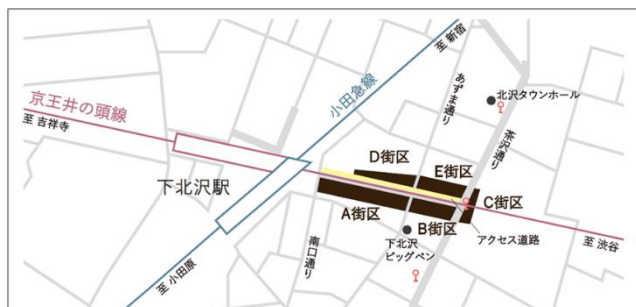 至 新宿
小田急線
あずま通り
北沢タウンホール
京王井の頭線
至 吉祥寺
茶沢通り
D街区
E街区
下北沢駅
C街区
A街区
B街区
アクセス道路
南口通り
下北沢
ビッグベン
至 渋谷
至 小田原